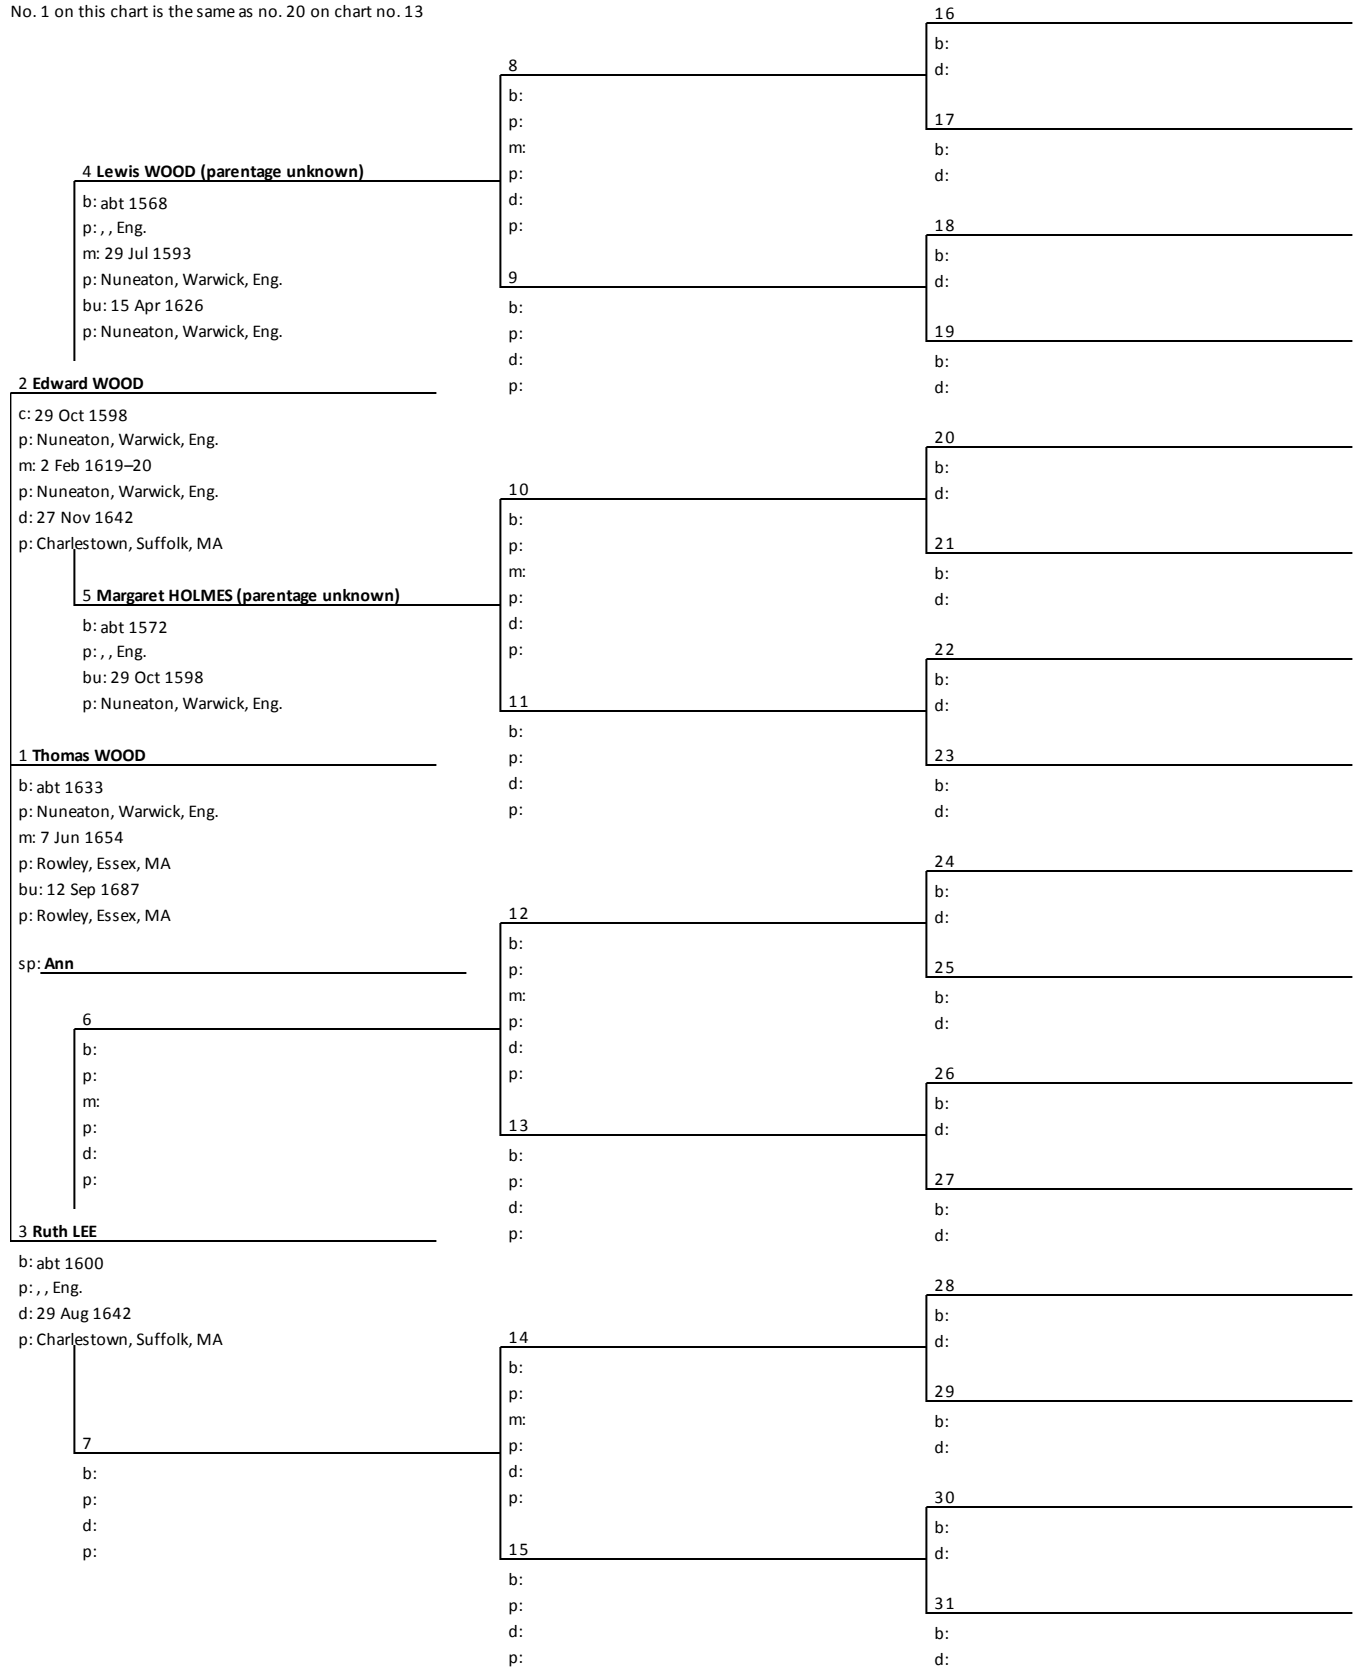 No. 1 on this chart is the same as no. 20 on chart no. 13
4 Lewis WOOD (parentage unknown)
b: abt 1568
p: , , Eng.
m: 29 Jul 1593
p: Nuneaton, Warwick, Eng.
bu: 15 Apr 1626
p: Nuneaton, Warwick, Eng.
2 Edward WOOD
c: 29 Oct 1598
p: Nuneaton, Warwick, Eng.
m: 2 Feb 1619–20
p: Nuneaton, Warwick, Eng.
d: 27 Nov 1642
p: Charlestown, Suffolk, MA
5 Margaret HOLMES (parentage unknown)
b: abt 1572
p: , , Eng.
bu: 29 Oct 1598
p: Nuneaton, Warwick, Eng.
1 Thomas WOOD
b: abt 1633
p: Nuneaton, Warwick, Eng.
m: 7 Jun 1654
p: Rowley, Essex, MA
bu: 12 Sep 1687
p: Rowley, Essex, MA
sp: Ann
6
b:
p:
m:
p:
d:
p:
3 Ruth LEE
b: abt 1600
p: , , Eng.
d: 29 Aug 1642
p: Charlestown, Suffolk, MA
7
b:
p:
d:
p:
8
b:
p:
m:
p:
d:
p:
9
b:
p:
d:
p:
10
b:
p:
m:
p:
d:
p:
11
b:
p:
d:
p:
12
b:
p:
m:
p:
d:
p:
13
b:
p:
d:
p:
14
b:
p:
m:
p:
d:
p:
15
b:
p:
d:
p:
16
b:
d:
17
b:
d:
18
b:
d:
19
b:
d:
20
b:
d:
21
b:
d:
22
b:
d:
23
b:
d:
24
b:
d:
25
b:
d:
26
b:
d:
27
b:
d:
28
b:
d:
29
b:
d:
30
b:
d:
31
b:
d: